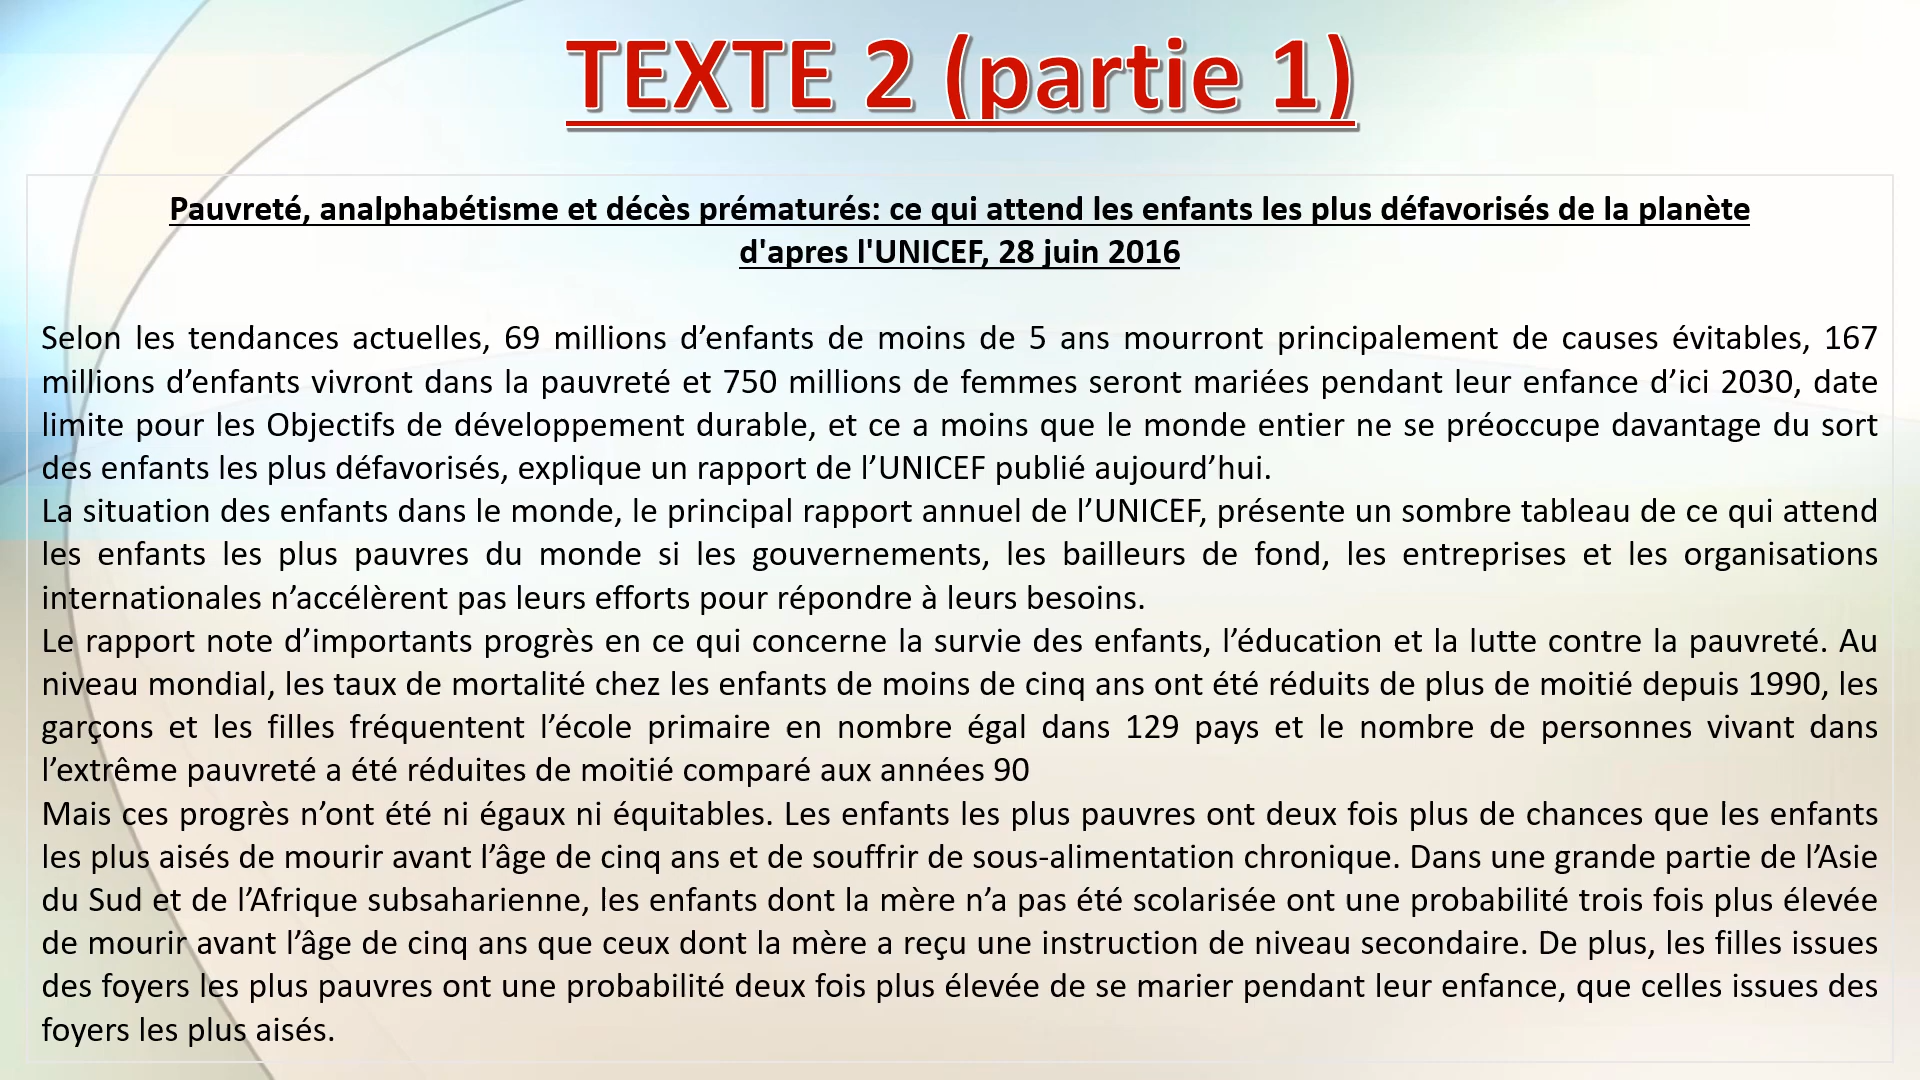 TEXTE 2 (partie 1)
Pauvreté, analphabétisme et décès prématurés: ce qui attend les enfants les plus défavorisés de la planète
d'apres l'UNICEF, 28 juin 2016
Selon les tendances actuelles, 69 millions d’enfants de moins de 5 ans mourront principalement de causes évitables, 167
millions d’enfants vivront dans la pauvreté et 750 millions de femmes seront mariées pendant leur enfance d’ici 2030, date
limite pour les Objectifs de développement durable, et ce a moins que le monde entier ne se préoccupe davantage du sort
des enfants les plus défavorisés, explique un rapport de l’UNICEF publié aujourd’hui.
La situation des enfants dans le monde, le principal rapport annuel de l’UNICEF, présente un sombre tableau de ce qui attend
les enfants les plus pauvres du monde si les gouvernements, les bailleurs de fond, les entreprises et les organisations
internationales n’accélèrent pas leurs efforts pour répondre à leurs besoins.
Le rapport note d’importants progrès en ce qui concerne la survie des enfants, l’éducation et la lutte contre la pauvreté. Au
niveau mondial, les taux de mortalité chez les enfants de moins de cinq ans ont été réduits de plus de moitié depuis 1990, les
garçons et les filles fréquentent l’école primaire en nombre égal dans 129 pays et le nombre de personnes vivant dans
l’extrême pauvreté a été réduites de moitié comparé aux années 90
Mais ces progrès n’ont été ni égaux ni équitables. Les enfants les plus pauvres ont deux fois plus de chances que les enfants
les plus aisés de mourir avant l’âge de cinq ans et de souffrir de sous-alimentation chronique. Dans une grande partie de l’Asie
du Sud et de l’Afrique subsaharienne, les enfants dont la mère n’a pas été scolarisée ont une probabilité trois fois plus élevée
de mourir avant l’âge de cinq ans que ceux dont la mère a reçu une instruction de niveau secondaire. De plus, les filles issues
des foyers les plus pauvres ont une probabilité deux fois plus élevée de se marier pendant leur enfance, que celles issues des
foyers les plus aisés.